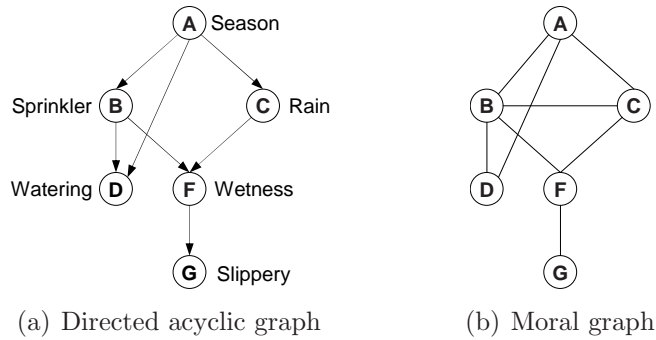 A Season A
Sprinkler B C Rain B C
Watering D F Wetness D F
G Slippery G
(a) Directed acyclic graph (b) Moral graph